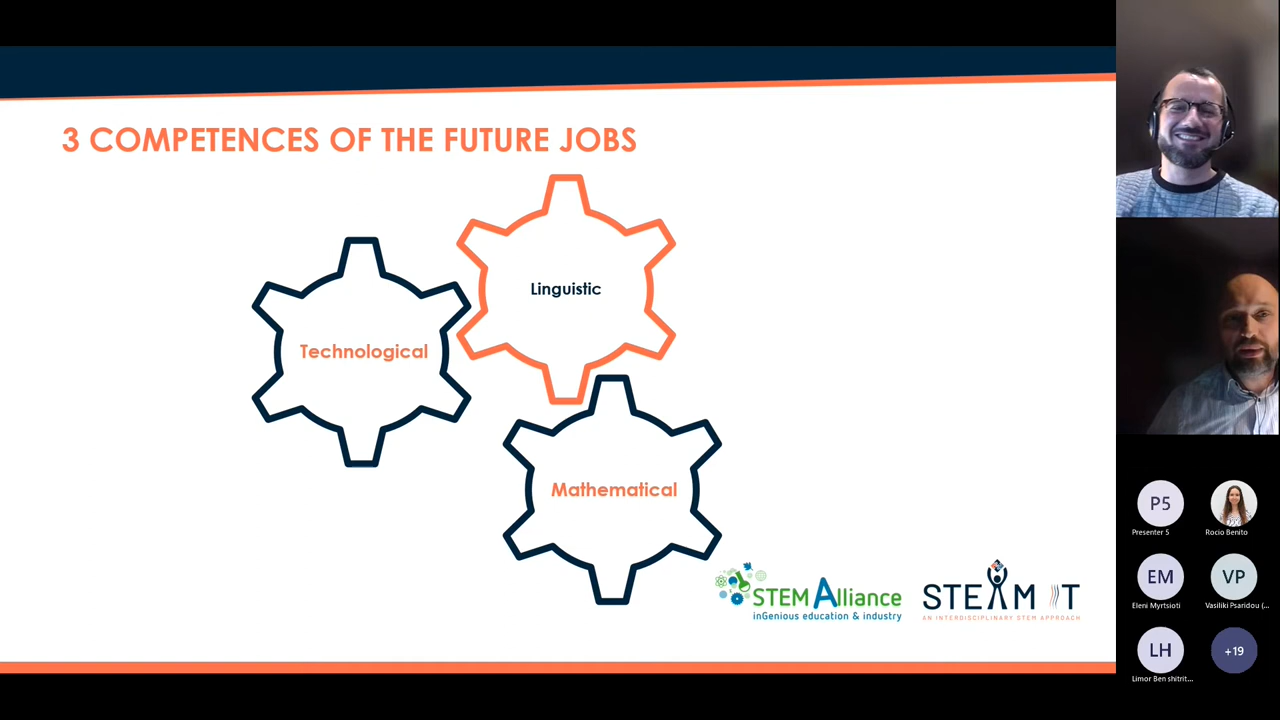 3 COMPETENCES OF THE FUTURE JOBS
Linguistic
Technological
Mathematical
STEM Alliance
inGenious education & industry
STEAM IT
AN INTERDISCIPLINARY STEM APPROACH
P5
Presenter 5
Rocio Benito
EM
Eleni Myrtsioti
VP
Vasiliki Psaridou (...
LH
Limor Ben shitrit...
+19